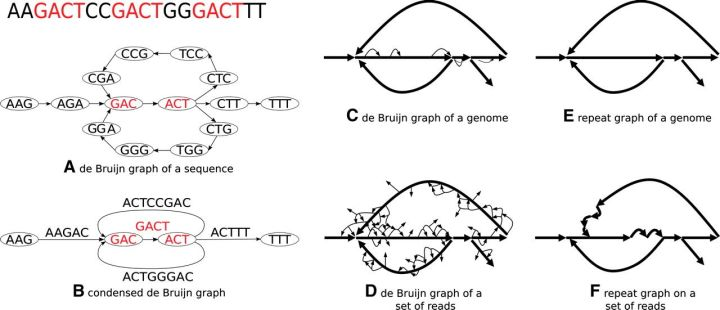 AAGACTCCGACTGGGACTTT
CCG
TCC
CGA
CTC
AAG
AGA
GAC
ACT
CTT
TTT
GGA
CTG
GGG
TGG
A de Bruijn graph of a sequence
ACTCCGAC
AAGAC
GACT
ACTTT
AAG
GAC
ACT
TTT
ACTGGGAC
B condensed de Bruijn graph
C de Bruijn graph of a genome
E repeat graph of a genome
D de Bruijn graph of a
set of reads
F repeat graph on a
set of reads